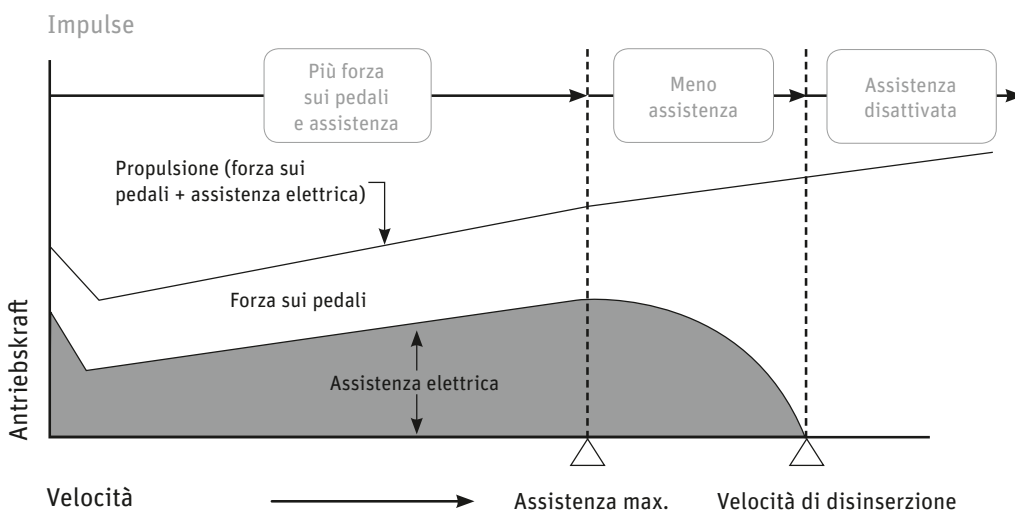 Impulse
Più forza
sui pedali
e assistenza
Meno
assistenza
Assistenza
disattivata
Propulsione (forza sui
pedali + assistenza elettrica)
Forza sui pedali
Assistenza elettrica
Antriebskraft
Velocità
Assistenza max.
Velocità di disinserzione